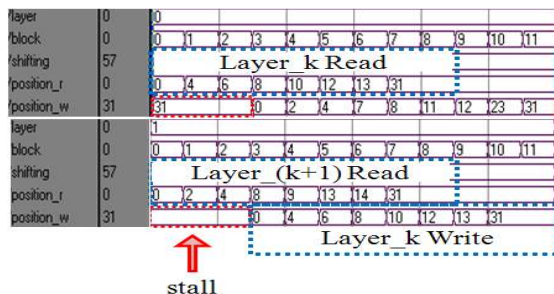 /layer 0 0
/block 0 0 1 2 3 4 5 6 7 8 9 10 11
/shifting 57 Layer_k Read
/position_r 0 0 4 6 8 10 12 13 31
/position_w 31 31 0 2 4 7 8 11 12 23 31
layer 0 1
block 0 0 1 2 3 4 5 6 7 8 9 10 11
shifting 57 Layer_(k+1) Read
position_r 0 0 2 4 8 9 13 14 31
position_w 31 0 4 6 8 10 12 13 31
Layer_k Write
stall